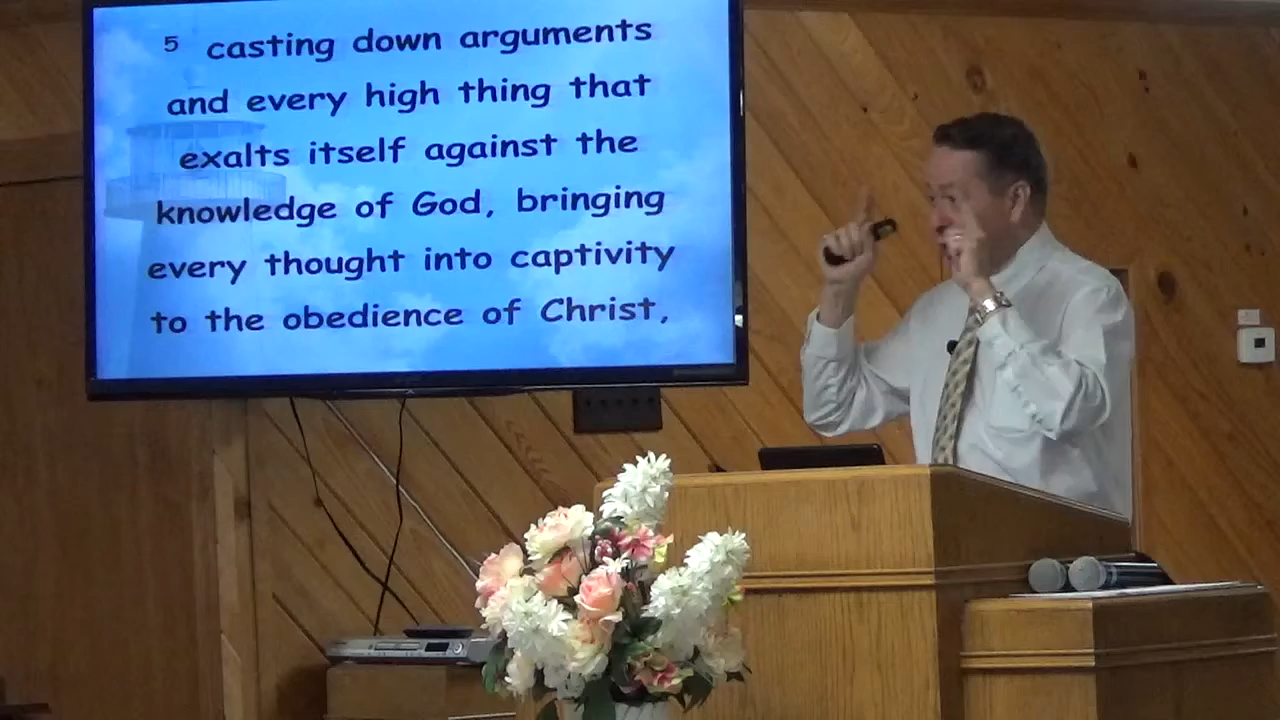 5 casting down arguments
and every high thing that
exalts itself against the
knowledge of God, bringing
every thought into captivity
to the obedience of Christ,